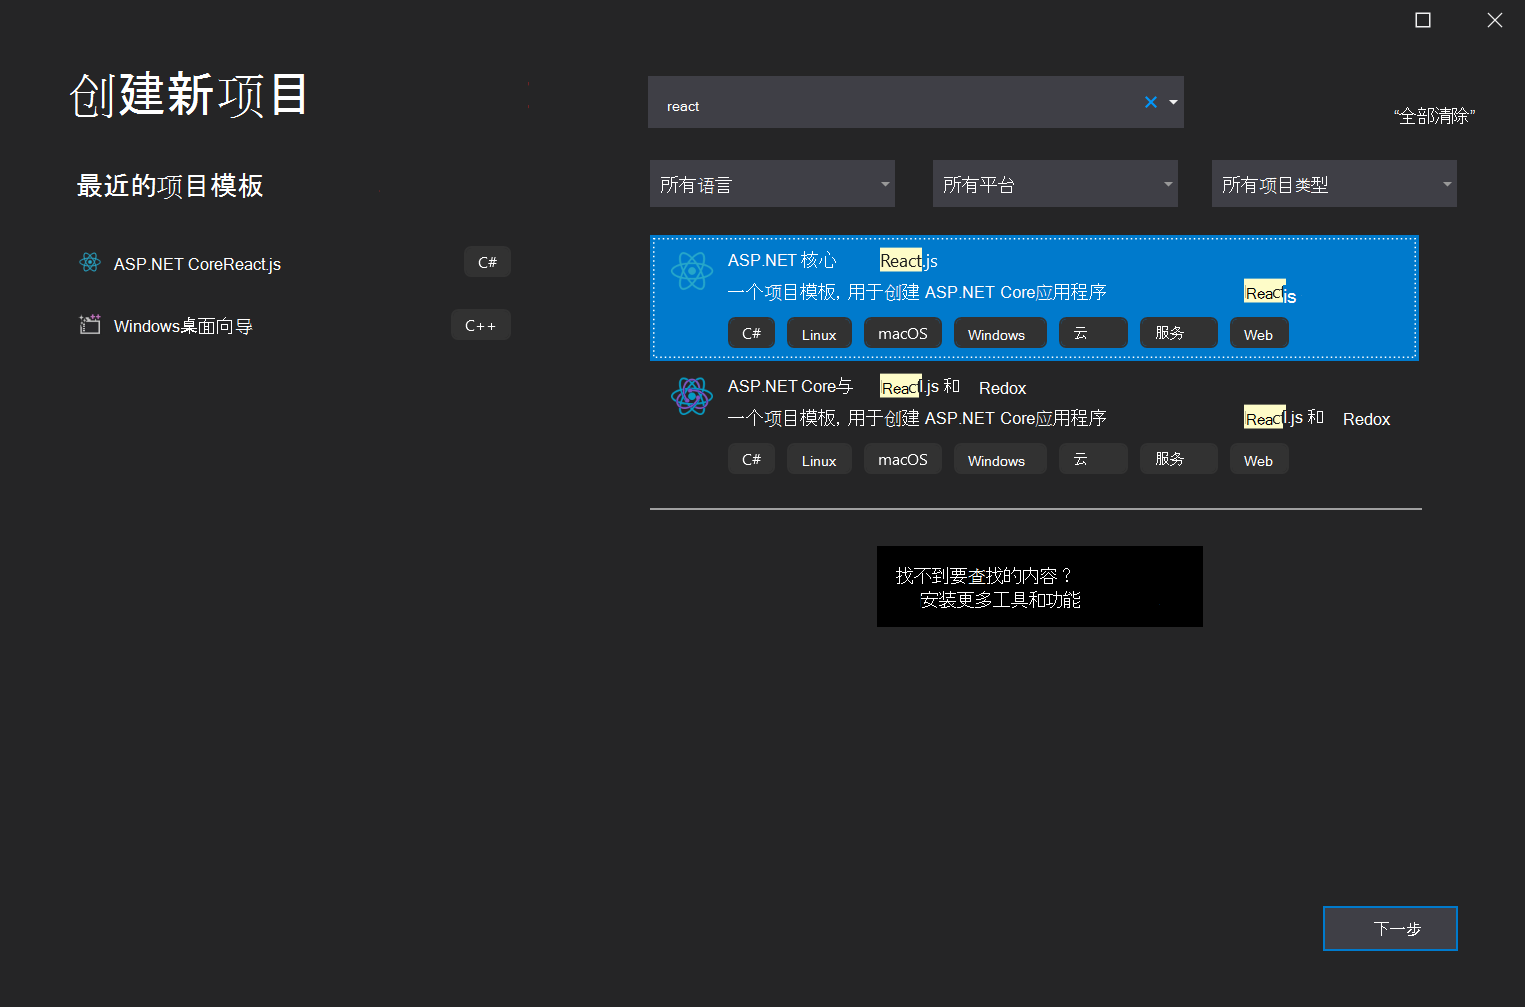 创建新项目
react
“全部清除”
最近的项目模板
所有语言
所有平台
所有项目类型
ASP.NET CoreReact.js
C#
Windows桌面向导
C++
ASP.NET 核心 React.js
一个项目模板, 用于创建 ASP.NET Core应用程序 Reactjs
C# Linux macOS Windows 云 服务 Web
ASP.NET Core与 React.js 和 Redox
一个项目模板, 用于创建 ASP.NET Core应用程序 React.js 和 Redox
C# Linux macOS Windows 云 服务 Web
找不到要查找的内容？
安装更多工具和功能
下一步